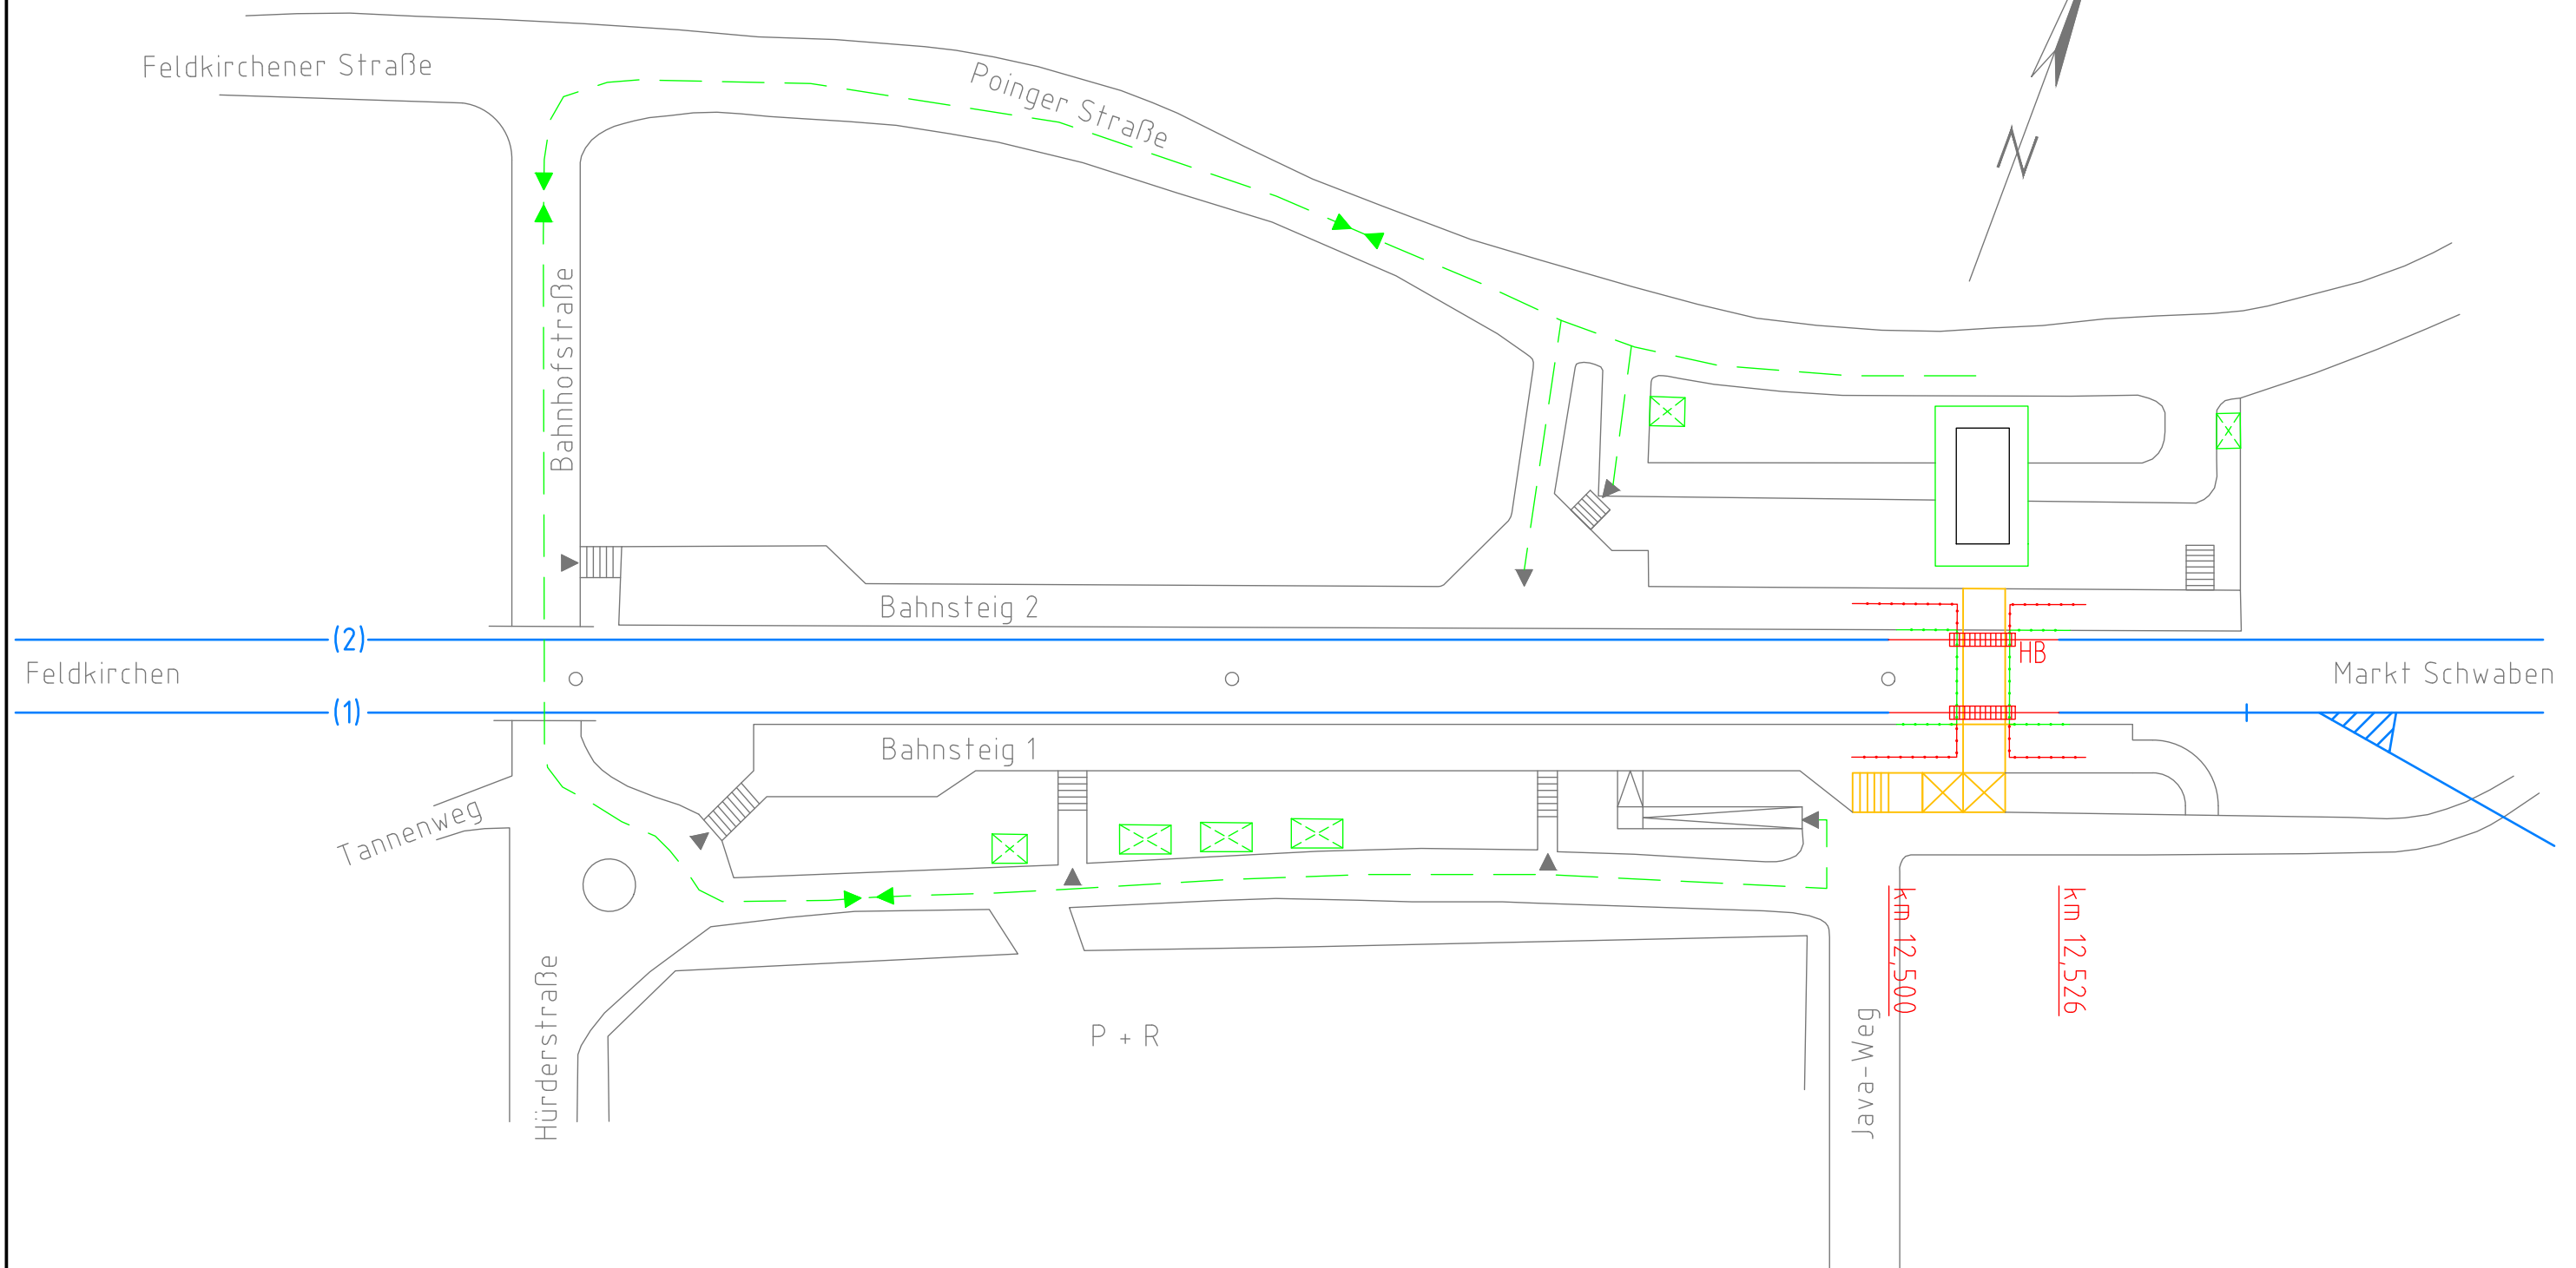 Feldkirchener Straße
Poinger Straße
N
Bahnhofstraße
Bahnsteig 2
(2)
HB
Feldkirchen
Markt Schwaben
(1)
Bahnsteig 1
Tannenweg
km 12,500
km 12,526
Hürderstraße
P + R
Java-Weg